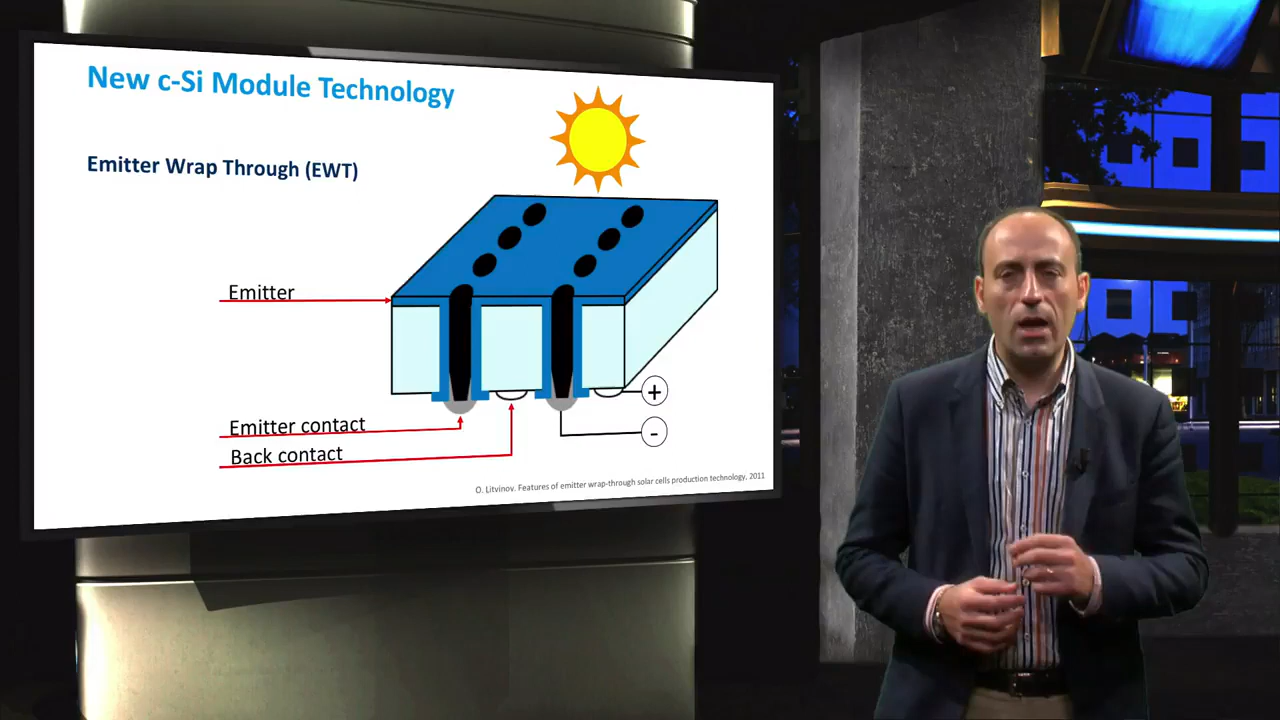 New c-Si Module Technology
Emitter Wrap Through (EWT)
Emitter
+
Emitter contact
-
Back contact
O. Litvinov. Features of emitter wrap-through solar cells production technology, 2011